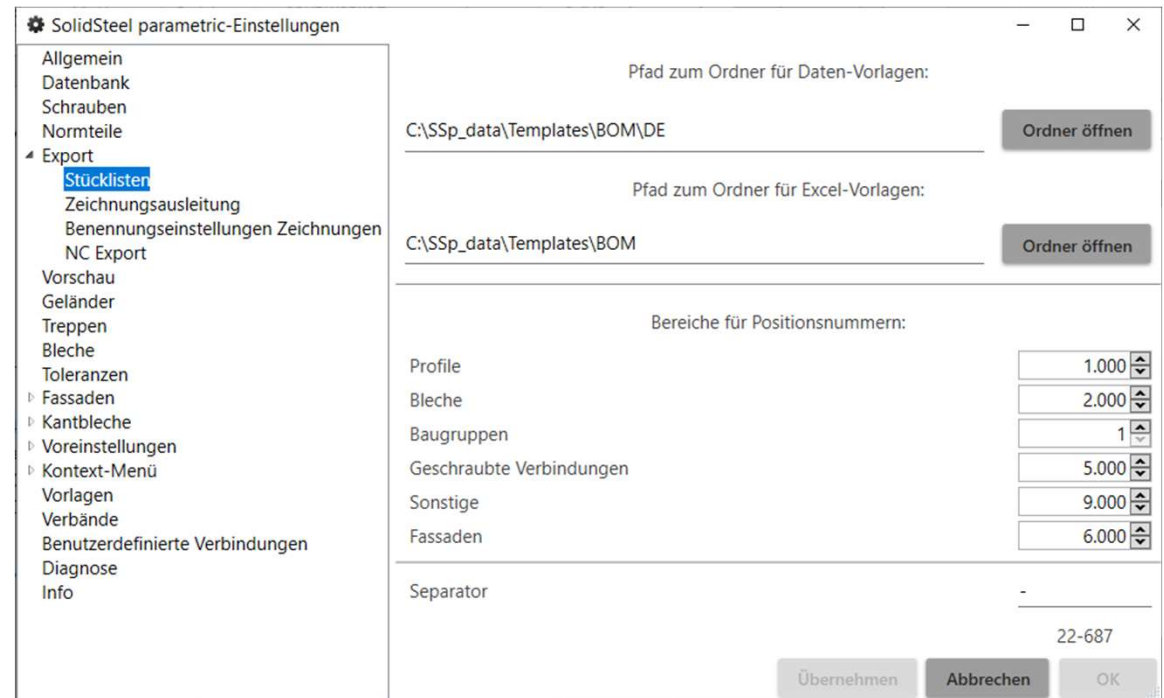 SolidSteel parametric-Einstellungen
Allgemein
Datenbank
Schrauben
Normteile
Export
Stücklisten
Zeichnungsausleitung
Benennungseinstellungen Zeichnungen
NC Export
Vorschau
Geländer
Treppen
Bleche
Toleranzen
Fassaden
Kantbleche
Voreinstellungen
Kontext-Menü
Vorlagen
Verbände
Benutzerdefinierte Verbindungen
Diagnose
Info
Pfad zum Ordner für Daten-Vorlagen:
C:\SSp_data\Templates\BOM\DE Ordner öffnen
Pfad zum Ordner für Excel-Vorlagen:
C:\SSp_data\Templates\BOM Ordner öffnen
Bereiche für Positionsnummern:
Profile 1.000
Bleche 2.000
Baugruppen 1
Geschraubte Verbindungen 5.000
Sonstige 9.000
Fassaden 6.000
Separator -
22-687
Übernehmen Abbrechen OK